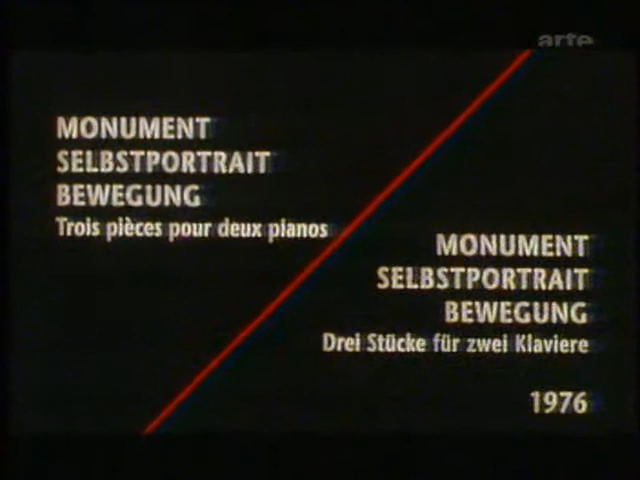 arte
MONUMENT
SELBSTPORTRAIT
BEWEGUNG
Trois pièces pour deux pianos
MONUMENT
SELBSTPORTRAIT
BEWEGUNG
Drei Stücke für zwei Klaviere
1976